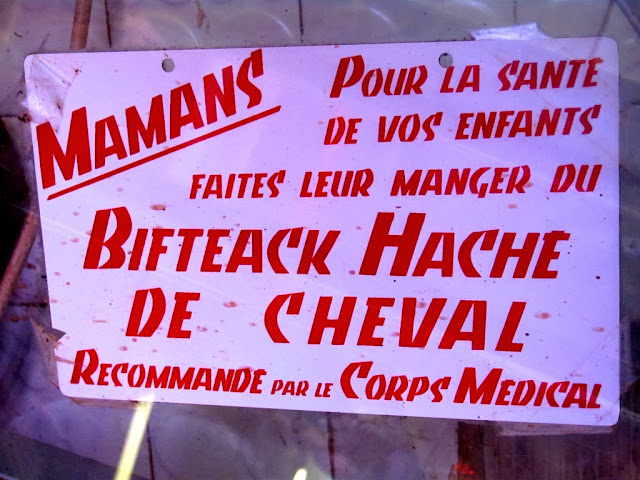 MAMANS
POUR LA SANTE
DE VOS ENFANTS
FAITES LEUR MANGER DU
BIFTEACK HACHE
DE CHEVAL
RECOMMANDE PAR LE CORPS MEDICAL